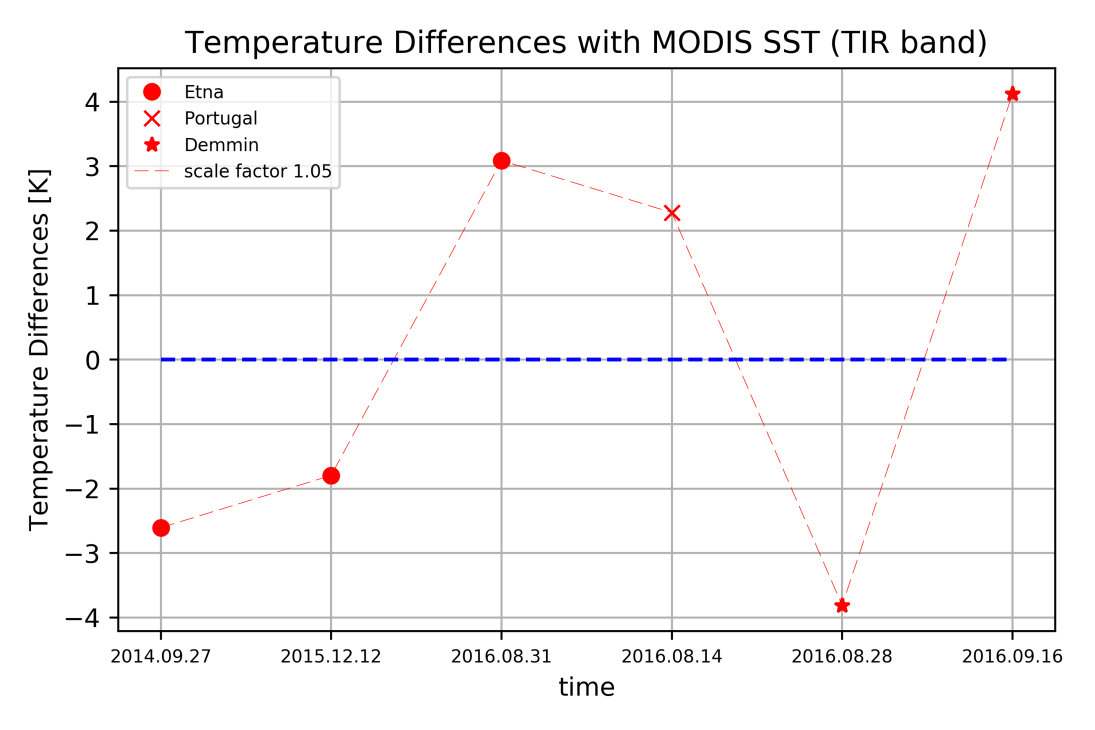 Temperature Differences with MODIS SST (TIR band)
Etna
Portugal
Demmin
scale factor 1.05
Temperature Differences [K]
4
3
2
1
0
−1
−2
−3
−4
2014.09.27 2015.12.12 2016.08.31 2016.08.14 2016.08.28 2016.09.16
time